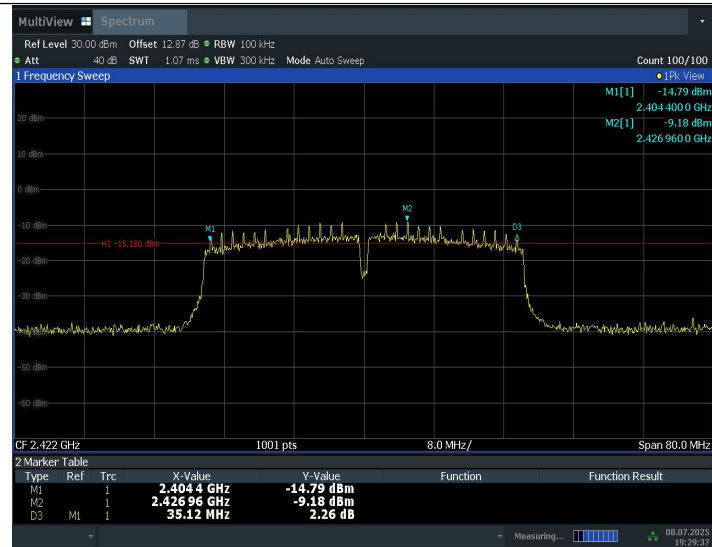 MultiView Spectrum
Ref Level 30.00 dBm Offset 12.87 dB RBW 100 kHz
Att 40 dB SWT 1.07 ms VBW 300 kHz Mode Auto Sweep Count 100/100
1 Frequency Sweep 1Pk View
M1[1] -14.79 dBm
2.404 400 0 GHz
20 dBm
M2[1] -9.18 dBm
2.426 960 0 GHz
10 dBm
0 dBm
M2
-10 dBm
M1
D3
H1 -15.180 dBm
-20 dBm
-30 dBm
-50 dBm
-60 dBm
CF 2.422 GHz 1001 pts 8.0 MHz/ Span 80.0 MHz
2 Marker Table
Type Ref Trc X-Value Y-Value Function Function Result
M1 1 2.404 4 GHz -14.79 dBm
M2 1 2.426 96 GHz -9.18 dBm
D3 M1 1 35.12 MHz 2.26 dB
Measuring... 08.07.2025
19:29:37